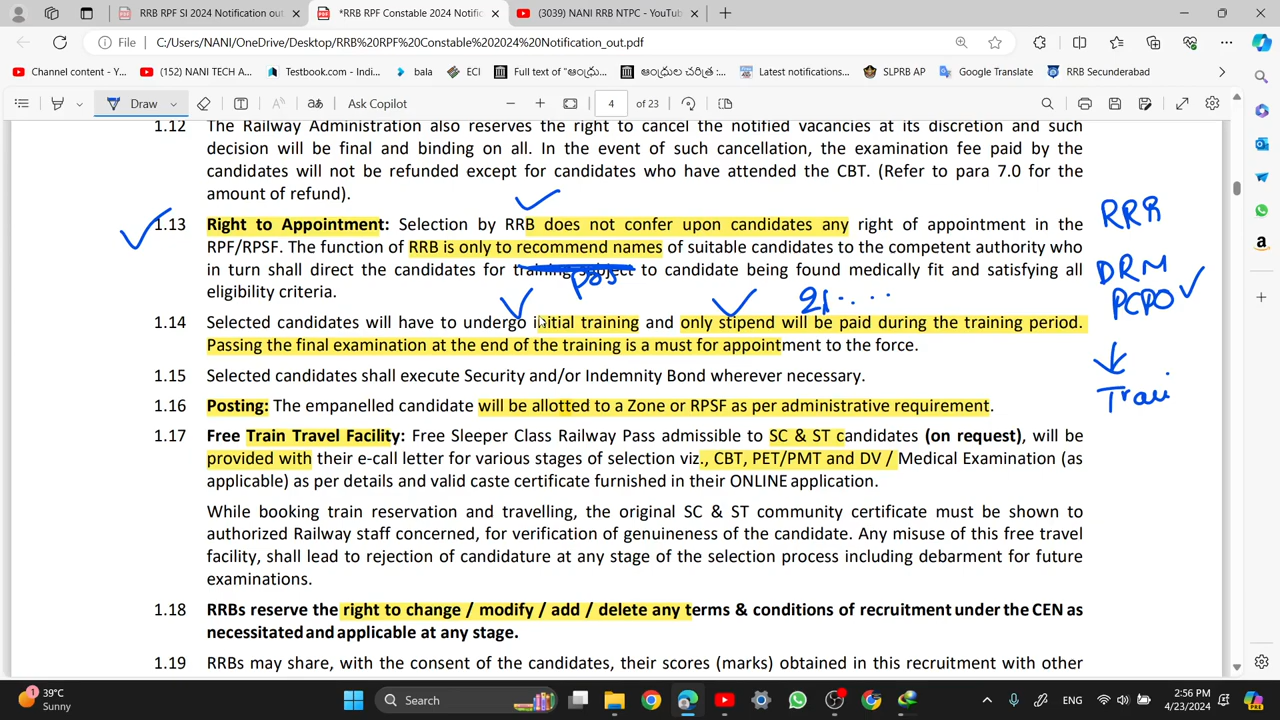 RRB RPF SI 2024 Notification out
*RRB RPF Constable 2024 Notific
(3039) NANI RRB NTPC - YouTube
File
C:/Users/NANI/OneDrive/Desktop/RRB%20RPF%20Constable%202024%20Notification_out.pdf
Channel content - Y...
(152) NANI TECH A...
Testbook.com - Indi...
bala
ECI
Full text of "ఆంధ్రుల...
ఆంధ్రుల చరిత్ర :...
Latest notifications...
SLPRB AP
Google Translate
RRB Secunderabad
Draw
Ask Copilot
4 of 23
1.12 The Railway Administration also reserves the right to cancel the notified vacancies at its discretion and such
decision will be final and binding on all. In the event of such cancellation, the examination fee paid by the
candidates will not be refunded except for candidates who have attended the CBT. (Refer to para 7.0 for the
amount of refund).
1.13 Right to Appointment: Selection by RRB does not confer upon candidates any right of appointment in the
RPF/RPSF. The function of RRB is only to recommend names of suitable candidates to the competent authority who
in turn shall direct the candidates for training subject to candidate being found medically fit and satisfying all
eligibility criteria.
1.14 Selected candidates will have to undergo initial training and only stipend will be paid during the training period.
Passing the final examination at the end of the training is a must for appointment to the force.
1.15 Selected candidates shall execute Security and/or Indemnity Bond wherever necessary.
1.16 Posting: The empanelled candidate will be allotted to a Zone or RPSF as per administrative requirement.
1.17 Free Train Travel Facility: Free Sleeper Class Railway Pass admissible to SC & ST candidates (on request), will be
provided with their e-call letter for various stages of selection viz., CBT, PET/PMT and DV / Medical Examination (as
applicable) as per details and valid caste certificate furnished in their ONLINE application.
While booking train reservation and travelling, the original SC & ST community certificate must be shown to
authorized Railway staff concerned, for verification of genuineness of the candidate. Any misuse of this free travel
facility, shall lead to rejection of candidature at any stage of the selection process including debarment for future
examinations.
1.18 RRBs reserve the right to change / modify / add / delete any terms & conditions of recruitment under the CEN as
necessitated and applicable at any stage.
1.19 RRBs may share, with the consent of the candidates, their scores (marks) obtained in this recruitment with other
21....
DRM
PCPO
Trai
39°C
Sunny
Search
ENG
2:56 PM
4/23/2024